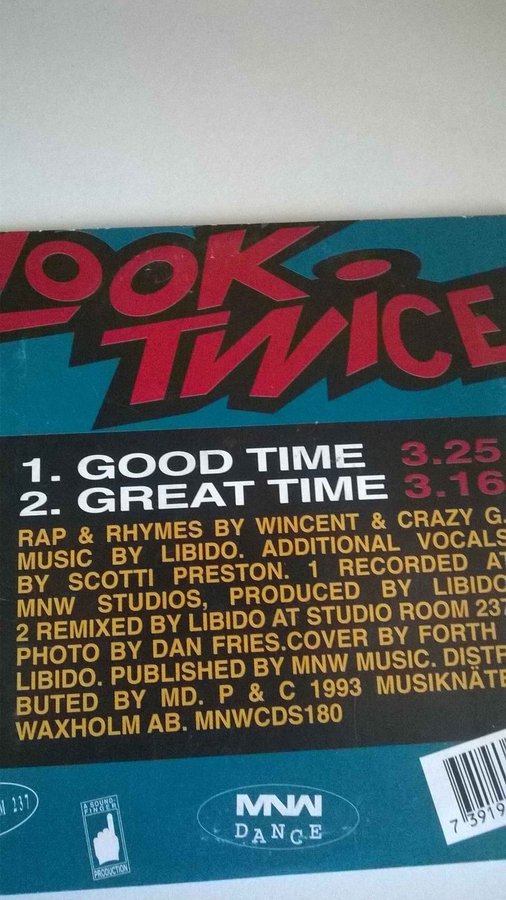 LOOK
TWICE
1. GOOD TIME 3.25
2. GREAT TIME 3.16
RAP & RHYMES BY WINCENT & CRAZY G.
MUSIC BY LIBIDO. ADDITIONAL VOCALS
BY SCOTTI PRESTON. 1 RECORDED AT
MNW STUDIOS, PRODUCED BY LIBIDO
2 REMIXED BY LIBIDO AT STUDIO ROOM 237
PHOTO BY DAN FRIES.COVER BY FORTH
LIBIDO. PUBLISHED BY MNW MUSIC. DISTR
BUTED BY MD. P & C 1993 MUSIKNÄTE
WAXHOLM AB. MNWCDS180
M 237
A SOUND
FINGER
PRODUCTION
MNW
DANCE
7 3919